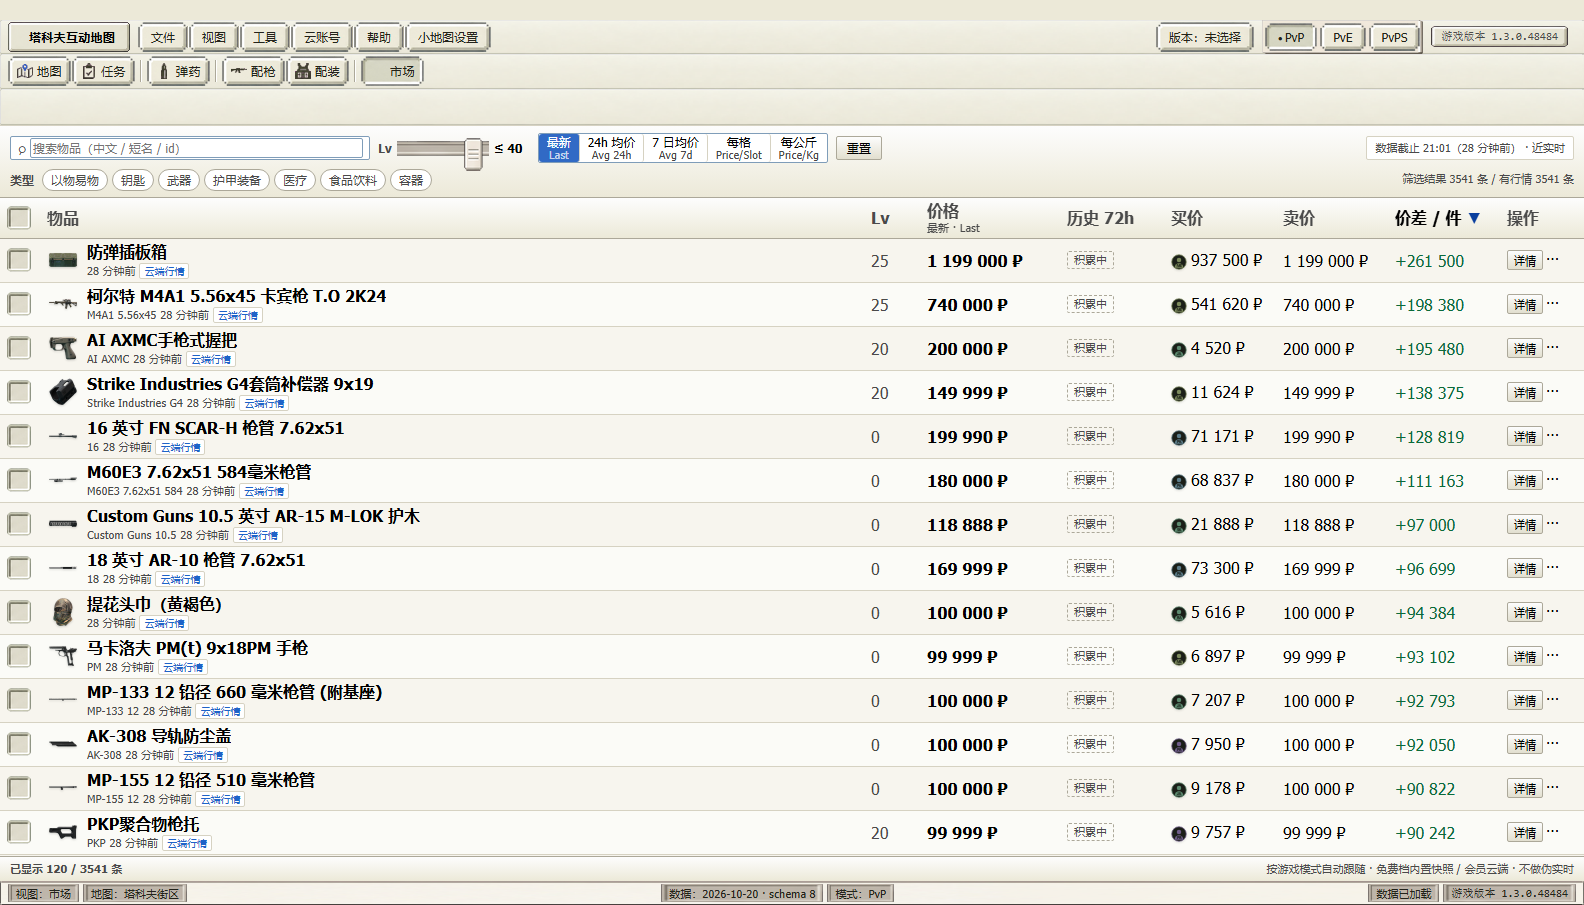 塔科夫互动地图 文件 视图 工具 云账号 帮助 小地图设置 版本: 未选择 •PvP PvE PvPS 游戏版本 1.3.0.48484
地图 任务 弹药 配枪 配装 市场
搜索物品（中文 / 短名 / id） Lv ≤ 40 最新 24h 均价 7 日均价 每格 每公斤 重置 数据截止 21:01（28 分钟前）· 近实时
Last Avg 24h Avg 7d Price/Slot Price/Kg
类型 以物易物 钥匙 武器 护甲装备 医疗 食品饮料 容器 筛选结果 3541 条 / 有行情 3541 条
物品 Lv 价格 历史 72h 买价 卖价 价差 / 件 ▼ 操作
最新 · Last
防弹插板箱 25 1 199 000 ₽ 积累中 937 500 ₽ 1 199 000 ₽ +261 500 详情 ...
28 分钟前 云端行情
柯尔特 M4A1 5.56x45 卡宾枪 T.O 2K24 25 740 000 ₽ 积累中 541 620 ₽ 740 000 ₽ +198 380 详情 ...
M4A1 5.56x45 28 分钟前 云端行情
AI AXMC手枪式握把 20 200 000 ₽ 积累中 4 520 ₽ 200 000 ₽ +195 480 详情 ...
AI AXMC 28 分钟前 云端行情
Strike Industries G4套筒补偿器 9x19 20 149 999 ₽ 积累中 11 624 ₽ 149 999 ₽ +138 375 详情 ...
Strike Industries G4 28 分钟前 云端行情
16 英寸 FN SCAR-H 枪管 7.62x51 0 199 990 ₽ 积累中 71 171 ₽ 199 990 ₽ +128 819 详情 ...
16 28 分钟前 云端行情
M60E3 7.62x51 584毫米枪管 0 180 000 ₽ 积累中 68 837 ₽ 180 000 ₽ +111 163 详情 ...
M60E3 7.62x51 584 28 分钟前 云端行情
Custom Guns 10.5 英寸 AR-15 M-LOK 护木 0 118 888 ₽ 积累中 21 888 ₽ 118 888 ₽ +97 000 详情 ...
Custom Guns 10.5 28 分钟前 云端行情
18 英寸 AR-10 枪管 7.62x51 0 169 999 ₽ 积累中 73 300 ₽ 169 999 ₽ +96 699 详情 ...
18 28 分钟前 云端行情
提花头巾（黄褐色） 0 100 000 ₽ 积累中 5 616 ₽ 100 000 ₽ +94 384 详情 ...
28 分钟前 云端行情
马卡洛夫 PM(t) 9x18PM 手枪 0 99 999 ₽ 积累中 6 897 ₽ 99 999 ₽ +93 102 详情 ...
PM 28 分钟前 云端行情
MP-133 12 铅径 660 毫米枪管 (附基座) 0 100 000 ₽ 积累中 7 207 ₽ 100 000 ₽ +92 793 详情 ...
MP-133 12 28 分钟前 云端行情
AK-308 导轨防尘盖 0 100 000 ₽ 积累中 7 950 ₽ 100 000 ₽ +92 050 详情 ...
AK-308 28 分钟前 云端行情
MP-155 12 铅径 510 毫米枪管 0 100 000 ₽ 积累中 9 178 ₽ 100 000 ₽ +90 822 详情 ...
MP-155 12 28 分钟前 云端行情
PKP聚合物枪托 20 99 999 ₽ 积累中 9 757 ₽ 99 999 ₽ +90 242 详情 ...
PKP 28 分钟前 云端行情
已显示 120 / 3541 条 按游戏模式自动跟随 · 免费档内置快照 / 会员云端 · 不做伪实时
视图: 市场 地图: 塔科夫街区 数据: 2026-10-20 · schema 8 模式: PvP 数据已加载 游戏版本 1.3.0.48484